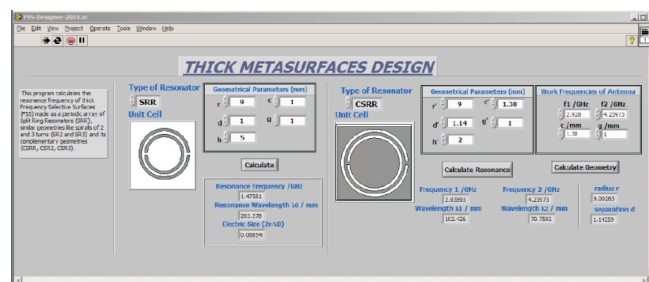 FSS-Designer-2014.vi
File Edit View Project Operate Tools Window Help
THICK METASURFACES DESIGN
This program calculates the
resonance frequency of thick
Frequency Selective Surfaces
(FSS) made as a periodic array of
Split Ring Resonators (SRR),
similar geometries like spirals of 2
and 3 turns (SR2 and SR3) and its
complementary geometries
(CSRR, CSR2, CSR3).
Type of Resonator
SRR
Unit Cell
Geometrical Parameters (mm)
r 9 c 1
d 1 g 1
h 5
Calculate
Resonance Frequency /GHz
1.47581
Resonance Wavelength λ0 / mm
203.278
Electric Size (2r/λ0)
Type of Resonator
CSRR
Unit Cell
Geometrical Parameters (mm)
r' 9 c' 1.38
d' 1.14 g' 1
h' 2
Calculate Resonance
Frequency 1 /GHz Frequency 2 /GHz
2.92893 4.23973
Wavelength λ1 / mm Wavelength λ2 / mm
102.426 70.7602
Work Frequencies of Antenna
f1 /GHz f2 /GHz
2.928 4.23973
c /mm g /mm
1.38 1
Calculate Geometry
radius r
9.00263
separation d
1.14259